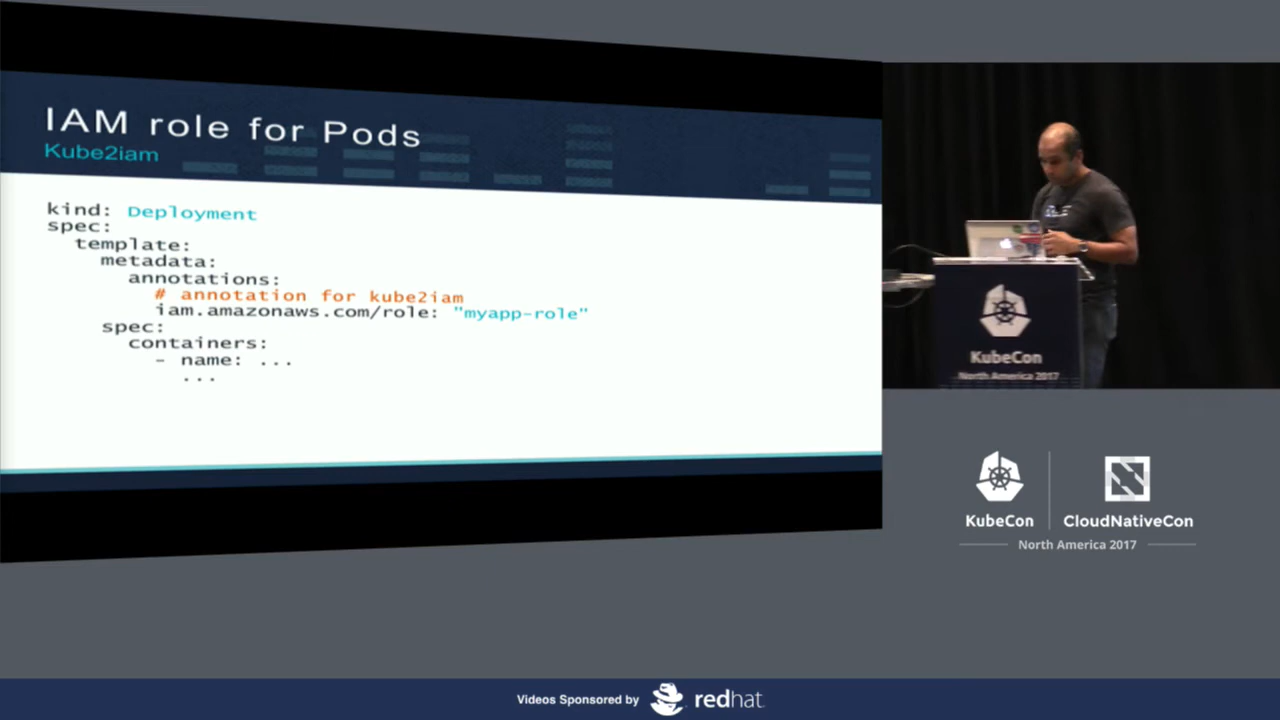 IAM role for Pods
Kube2iam
kind: Deployment
spec:
template:
metadata:
annotations:
# annotation for kube2iam
iam.amazonaws.com/role: "myapp-role"
spec:
containers:
- name: ...
...
KubeCon
North America 2017
KubeCon
CloudNativeCon
North America 2017
Videos Sponsored by
redhat